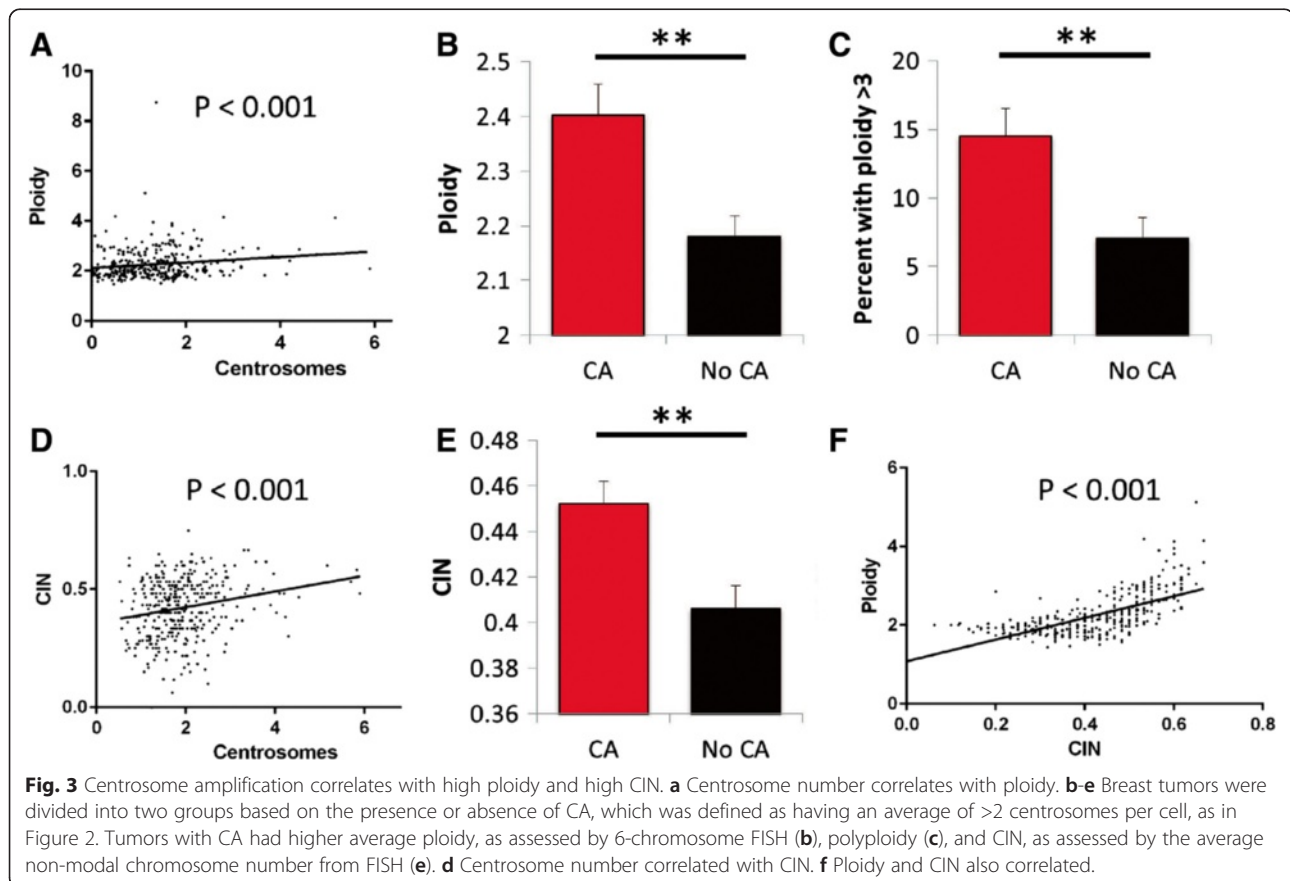 A
P < 0.001
Ploidy
10
8
6
4
2
0
0 2 4 6
Centrosomes
B
**
Ploidy
2.5
2.4
2.3
2.2
2.1
2
CA No CA
C
**
Percent with ploidy >3
20
15
10
5
0
CA No CA
D
P < 0.001
CIN
1.0
0.5
0.0
0 2 4 6
Centrosomes
E
**
CIN
0.48
0.46
0.44
0.42
0.4
0.38
0.36
CA No CA
F
P < 0.001
Ploidy
6
4
2
0
0.0 0.2 0.4 0.6 0.8
CIN
Fig. 3 Centrosome amplification correlates with high ploidy and high CIN. a Centrosome number correlates with ploidy. b-e Breast tumors were
divided into two groups based on the presence or absence of CA, which was defined as having an average of >2 centrosomes per cell, as in
Figure 2. Tumors with CA had higher average ploidy, as assessed by 6-chromosome FISH (b), polyploidy (c), and CIN, as assessed by the average
non-modal chromosome number from FISH (e). d Centrosome number correlated with CIN. f Ploidy and CIN also correlated.